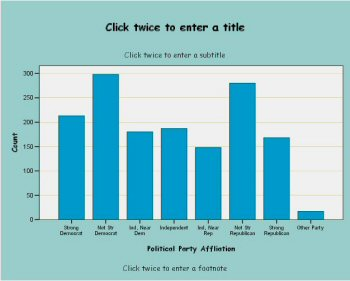 Click twice to enter a title
Click twice to enter a subtitle
300
250
200
150
100
50
0
Count
Strong Democrat
Not Str Democrat
Ind, Near Dem
Independent
Ind, Near Rep
Not Str Republican
Strong Republican
Other Party
Political Party Affliation
Click twice to enter a footnote